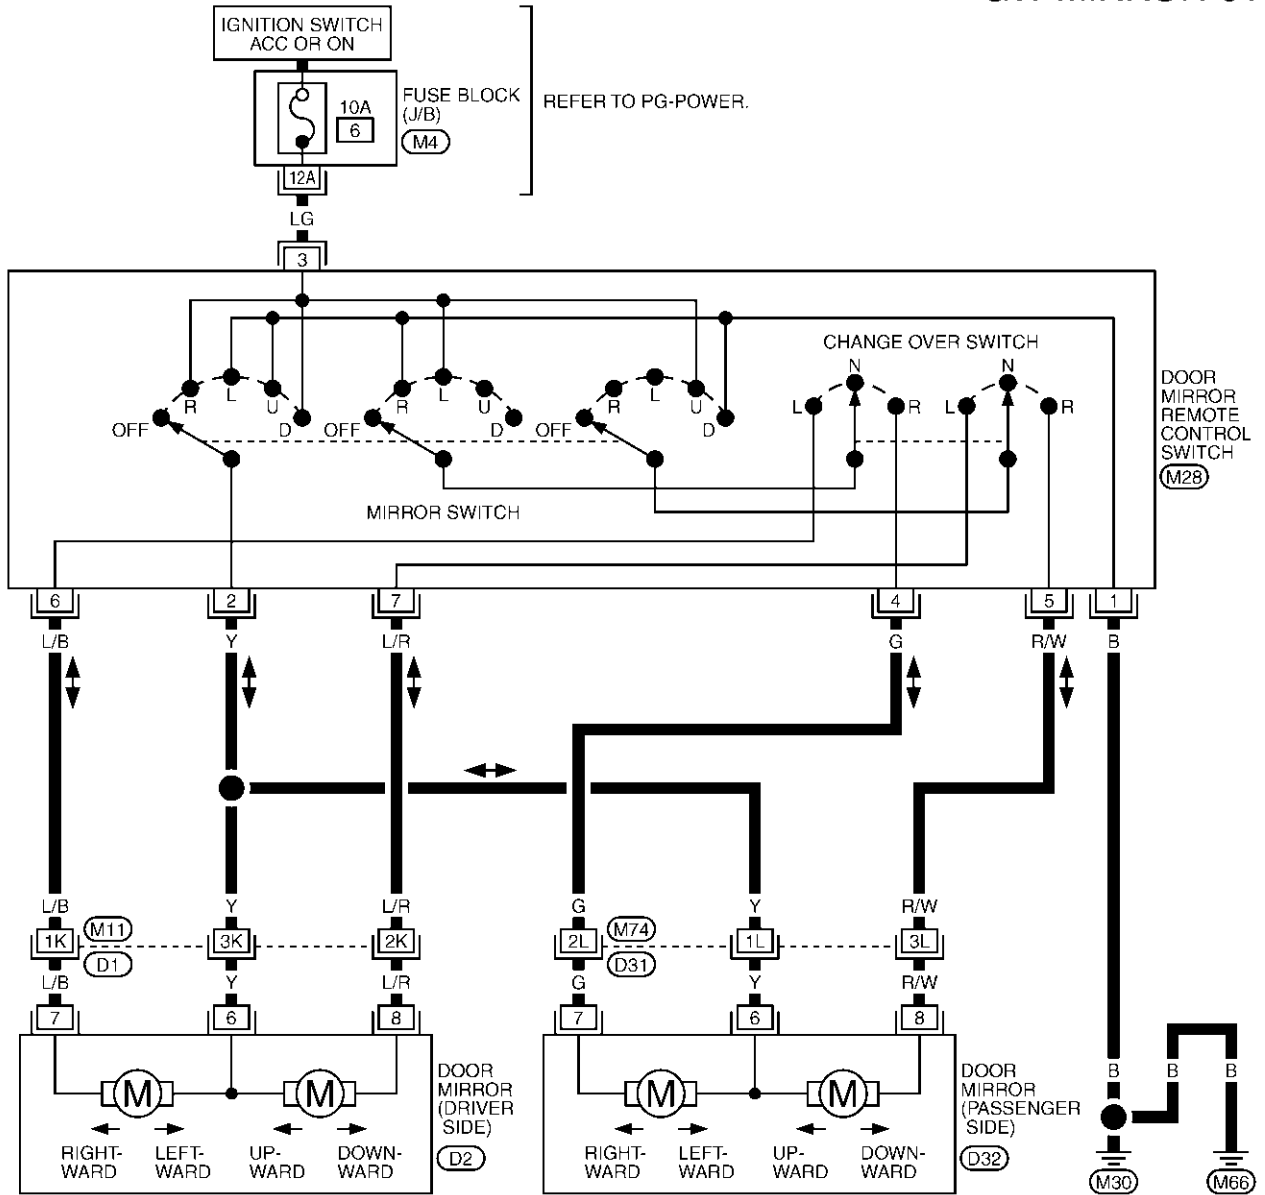 IGNITION SWITCH
ACC OR ON
10A
6
FUSE BLOCK
(J/B)
M4
REFER TO PG-POWER.
12A
LG
3
CHANGE OVER SWITCH
OFF R L U D
OFF R L U D
OFF R L U D
L N R
L N R
MIRROR SWITCH
DOOR
MIRROR
REMOTE
CONTROL
SWITCH
M28
6 2 7 4 5 1
L/B Y L/R G R/W B
L/B Y L/R G Y R/W
1K M11 3K 2K 2L M74 1L 3L
D1 D31
L/B Y L/R G Y R/W
7 6 8 7 6 8
M M M M
DOOR
MIRROR
(DRIVER
SIDE)
D2
DOOR
MIRROR
(PASSENGER
SIDE)
D32
RIGHT-
WARD
LEFT-
WARD
UP-
WARD
DOWN-
WARD
RIGHT-
WARD
LEFT-
WARD
UP-
WARD
DOWN-
WARD
B B B
M30 M66